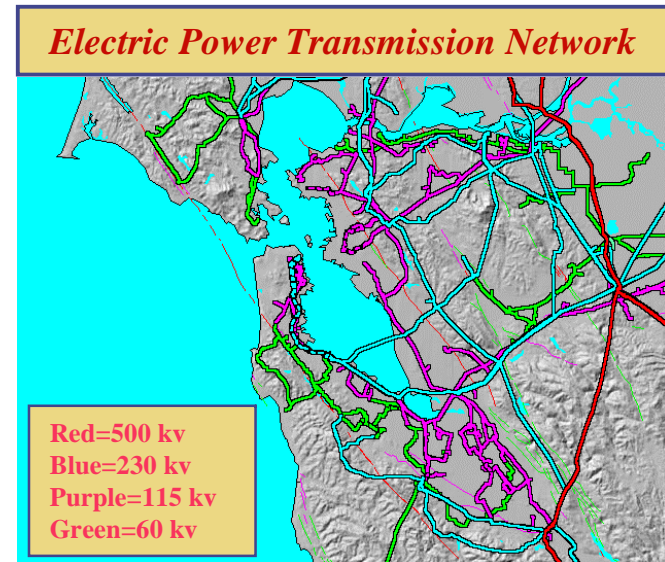 Electric Power Transmission Network
Red=500 kv
Blue=230 kv
Purple=115 kv
Green=60 kv